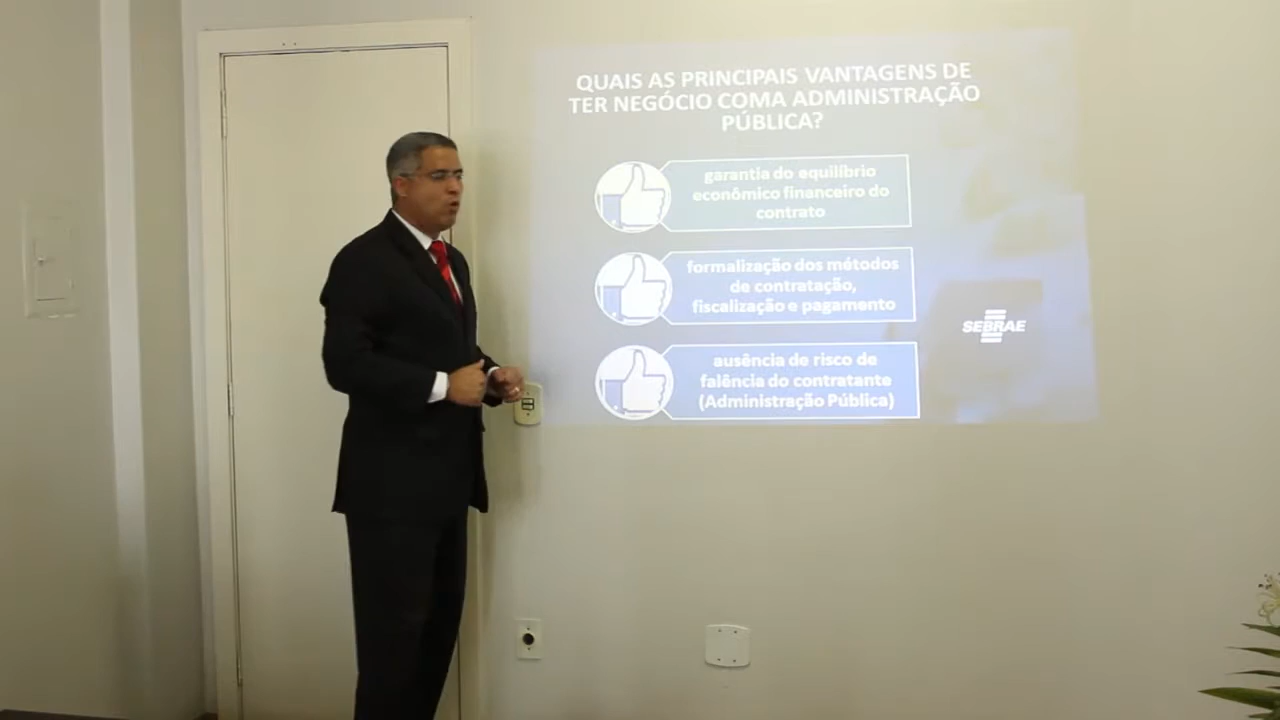 QUAIS AS PRINCIPAIS VANTAGENS DE
TER NEGÓCIO COMA ADMINISTRAÇÃO
PÚBLICA?
garantia do equilíbrio
econômico financeiro do
contrato
formalização dos métodos
de contratação,
fiscalização e pagamento
SEBRAE
ausência de risco de
falência do contratante
(Administração Pública)